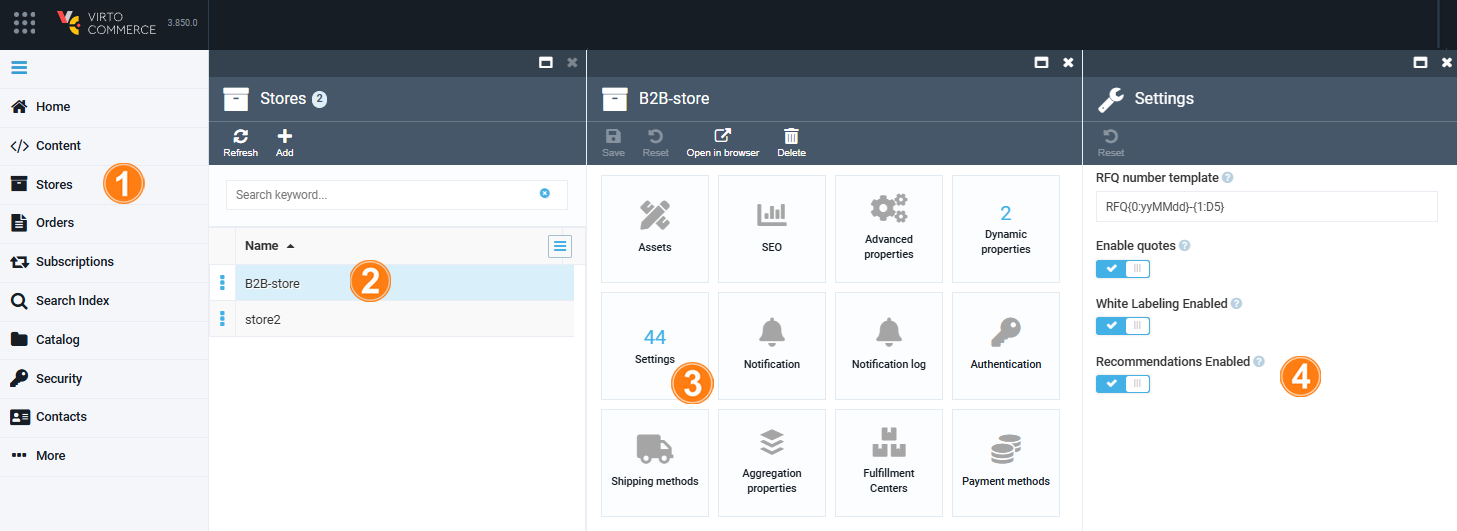 VIRTO
COMMERCE
3.850.0
Home
Content
Stores
1
Orders
Subscriptions
Search Index
Catalog
Security
Contacts
More
Stores 2
Refresh
Add
Search keyword...
Name
B2B-store
2
store2
B2B-store
Save
Reset
Open in browser
Delete
Assets
SEO
Advanced
properties
2
Dynamic
properties
44
Settings
3
Notification
Notification log
Authentication
Shipping methods
Aggregation
properties
Fulfillment
Centers
Payment methods
Settings
Reset
RFQ number template ?
RFQ{0:yyMMdd}-{1:D5}
Enable quotes ?
White Labeling Enabled ?
Recommendations Enabled ?
4